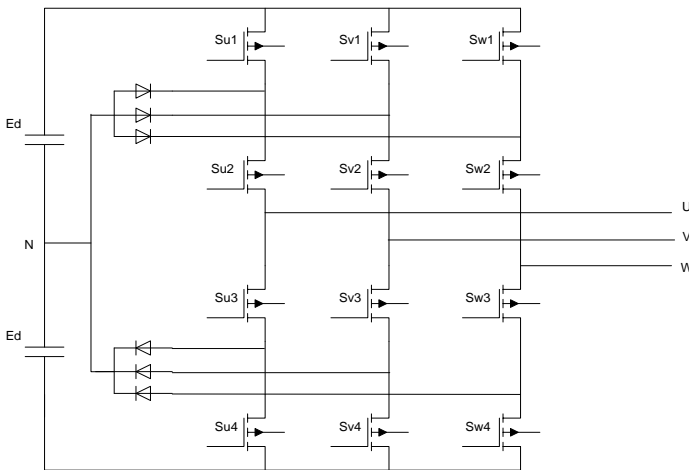 Su1 Sv1 Sw1
Ed
Su2 Sv2 Sw2
U
N
V
W
Su3 Sv3 Sw3
Ed
Su4 Sv4 Sw4